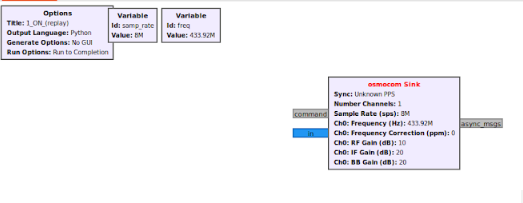 Options
Title: 1_ON_(replay)
Output Language: Python
Generate Options: No GUI
Run Options: Run to Completion
Variable
Id: samp_rate
Value: 8M
Variable
Id: freq
Value: 433.92M
osmocom Sink
Sync: Unknown PPS
Number Channels: 1
Sample Rate (sps): 8M
Ch0: Frequency (Hz): 433.92M
Ch0: Frequency Correction (ppm): 0
Ch0: RF Gain (dB): 10
Ch0: IF Gain (dB): 20
Ch0: BB Gain (dB): 20
command
in
async_msgs